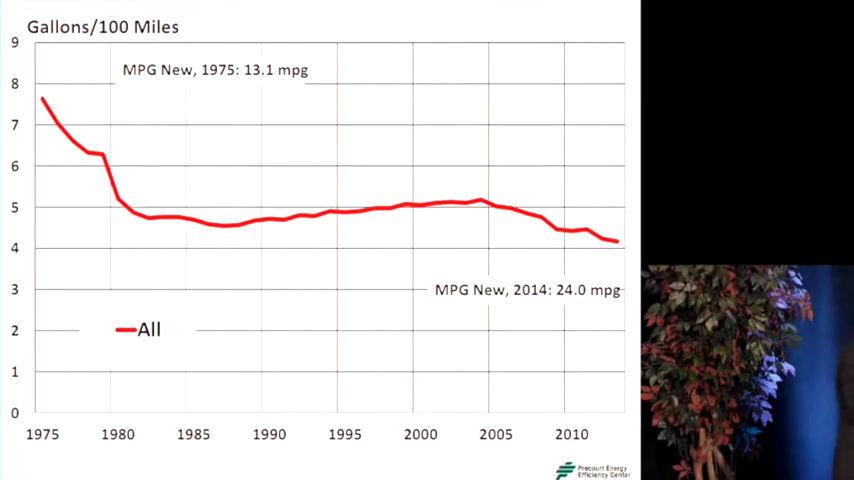 Gallons/100 Miles
9
MPG New, 1975: 13.1 mpg
8
7
6
5
4
3
MPG New, 2014: 24.0 mpg
2
All
1
0
1975 1980 1985 1990 1995 2000 2005 2010
Precourt Energy
Efficiency Center